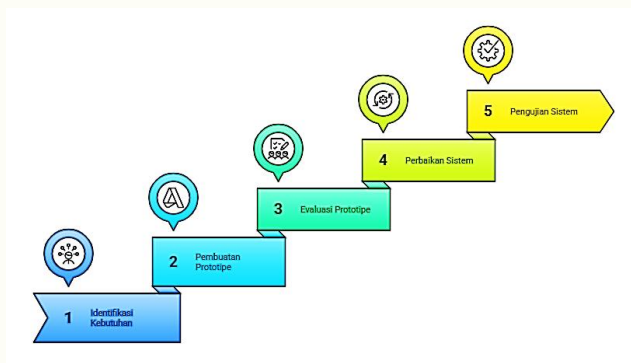 1 Identifikasi
Kebutuhan
2 Pembuatan
Prototipe
3 Evaluasi Prototipe
4 Perbaikan Sistem
5 Pengujian Sistem